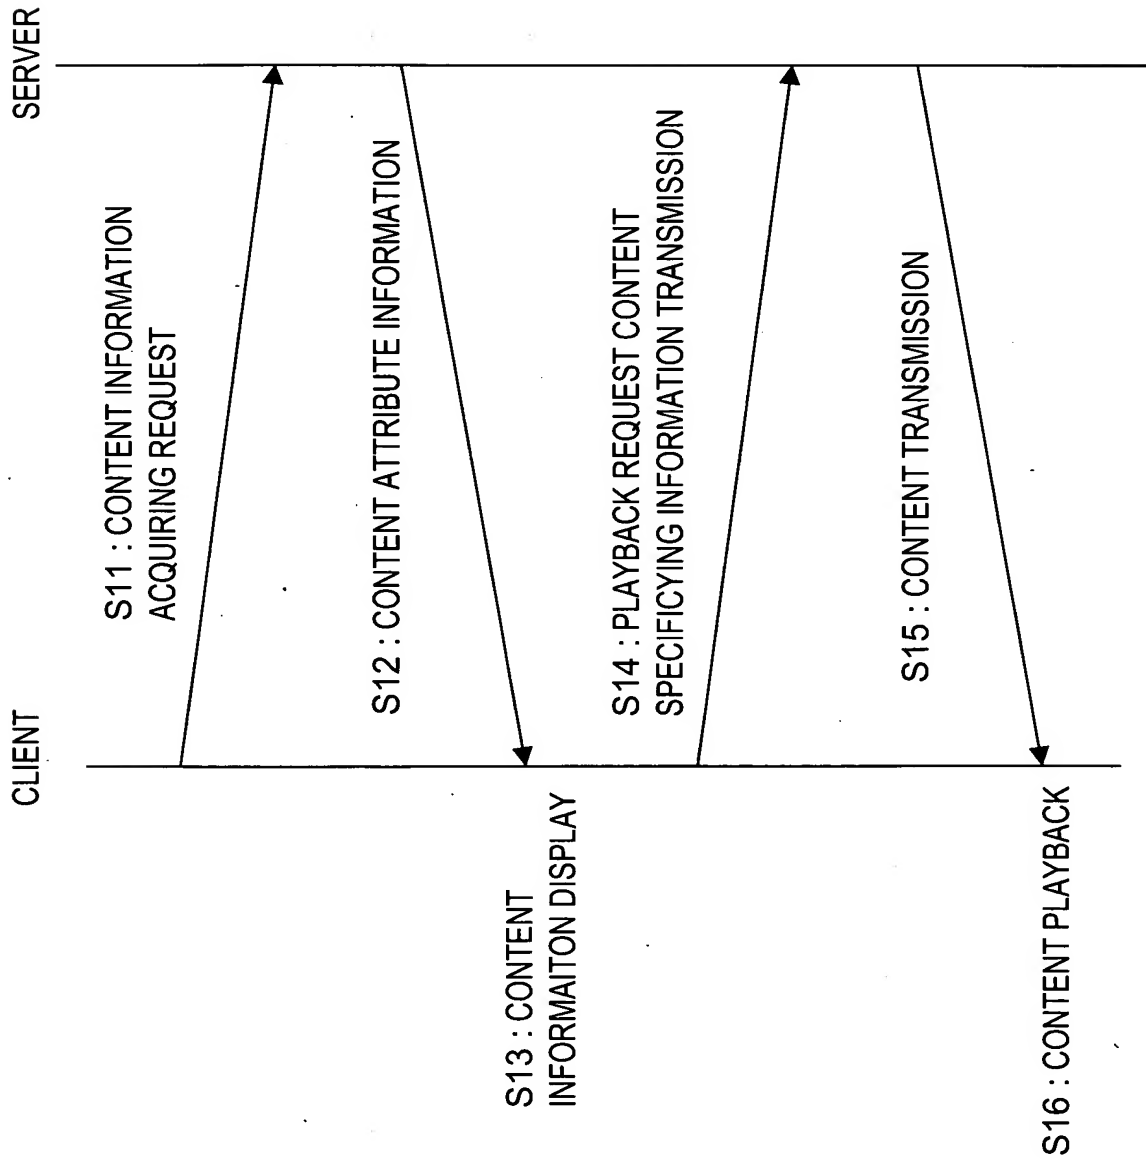 CLIENT
SERVER
S11 : CONTENT INFORMATION
ACQUIRING REQUEST
S12 : CONTENT ATTRIBUTE INFORMATION
S13 : CONTENT
INFORMAITON DISPLAY
S14 : PLAYBACK REQUEST CONTENT
SPECIFICYING INFORMATION TRANSMISSION
S15 : CONTENT TRANSMISSION
S16 : CONTENT PLAYBACK